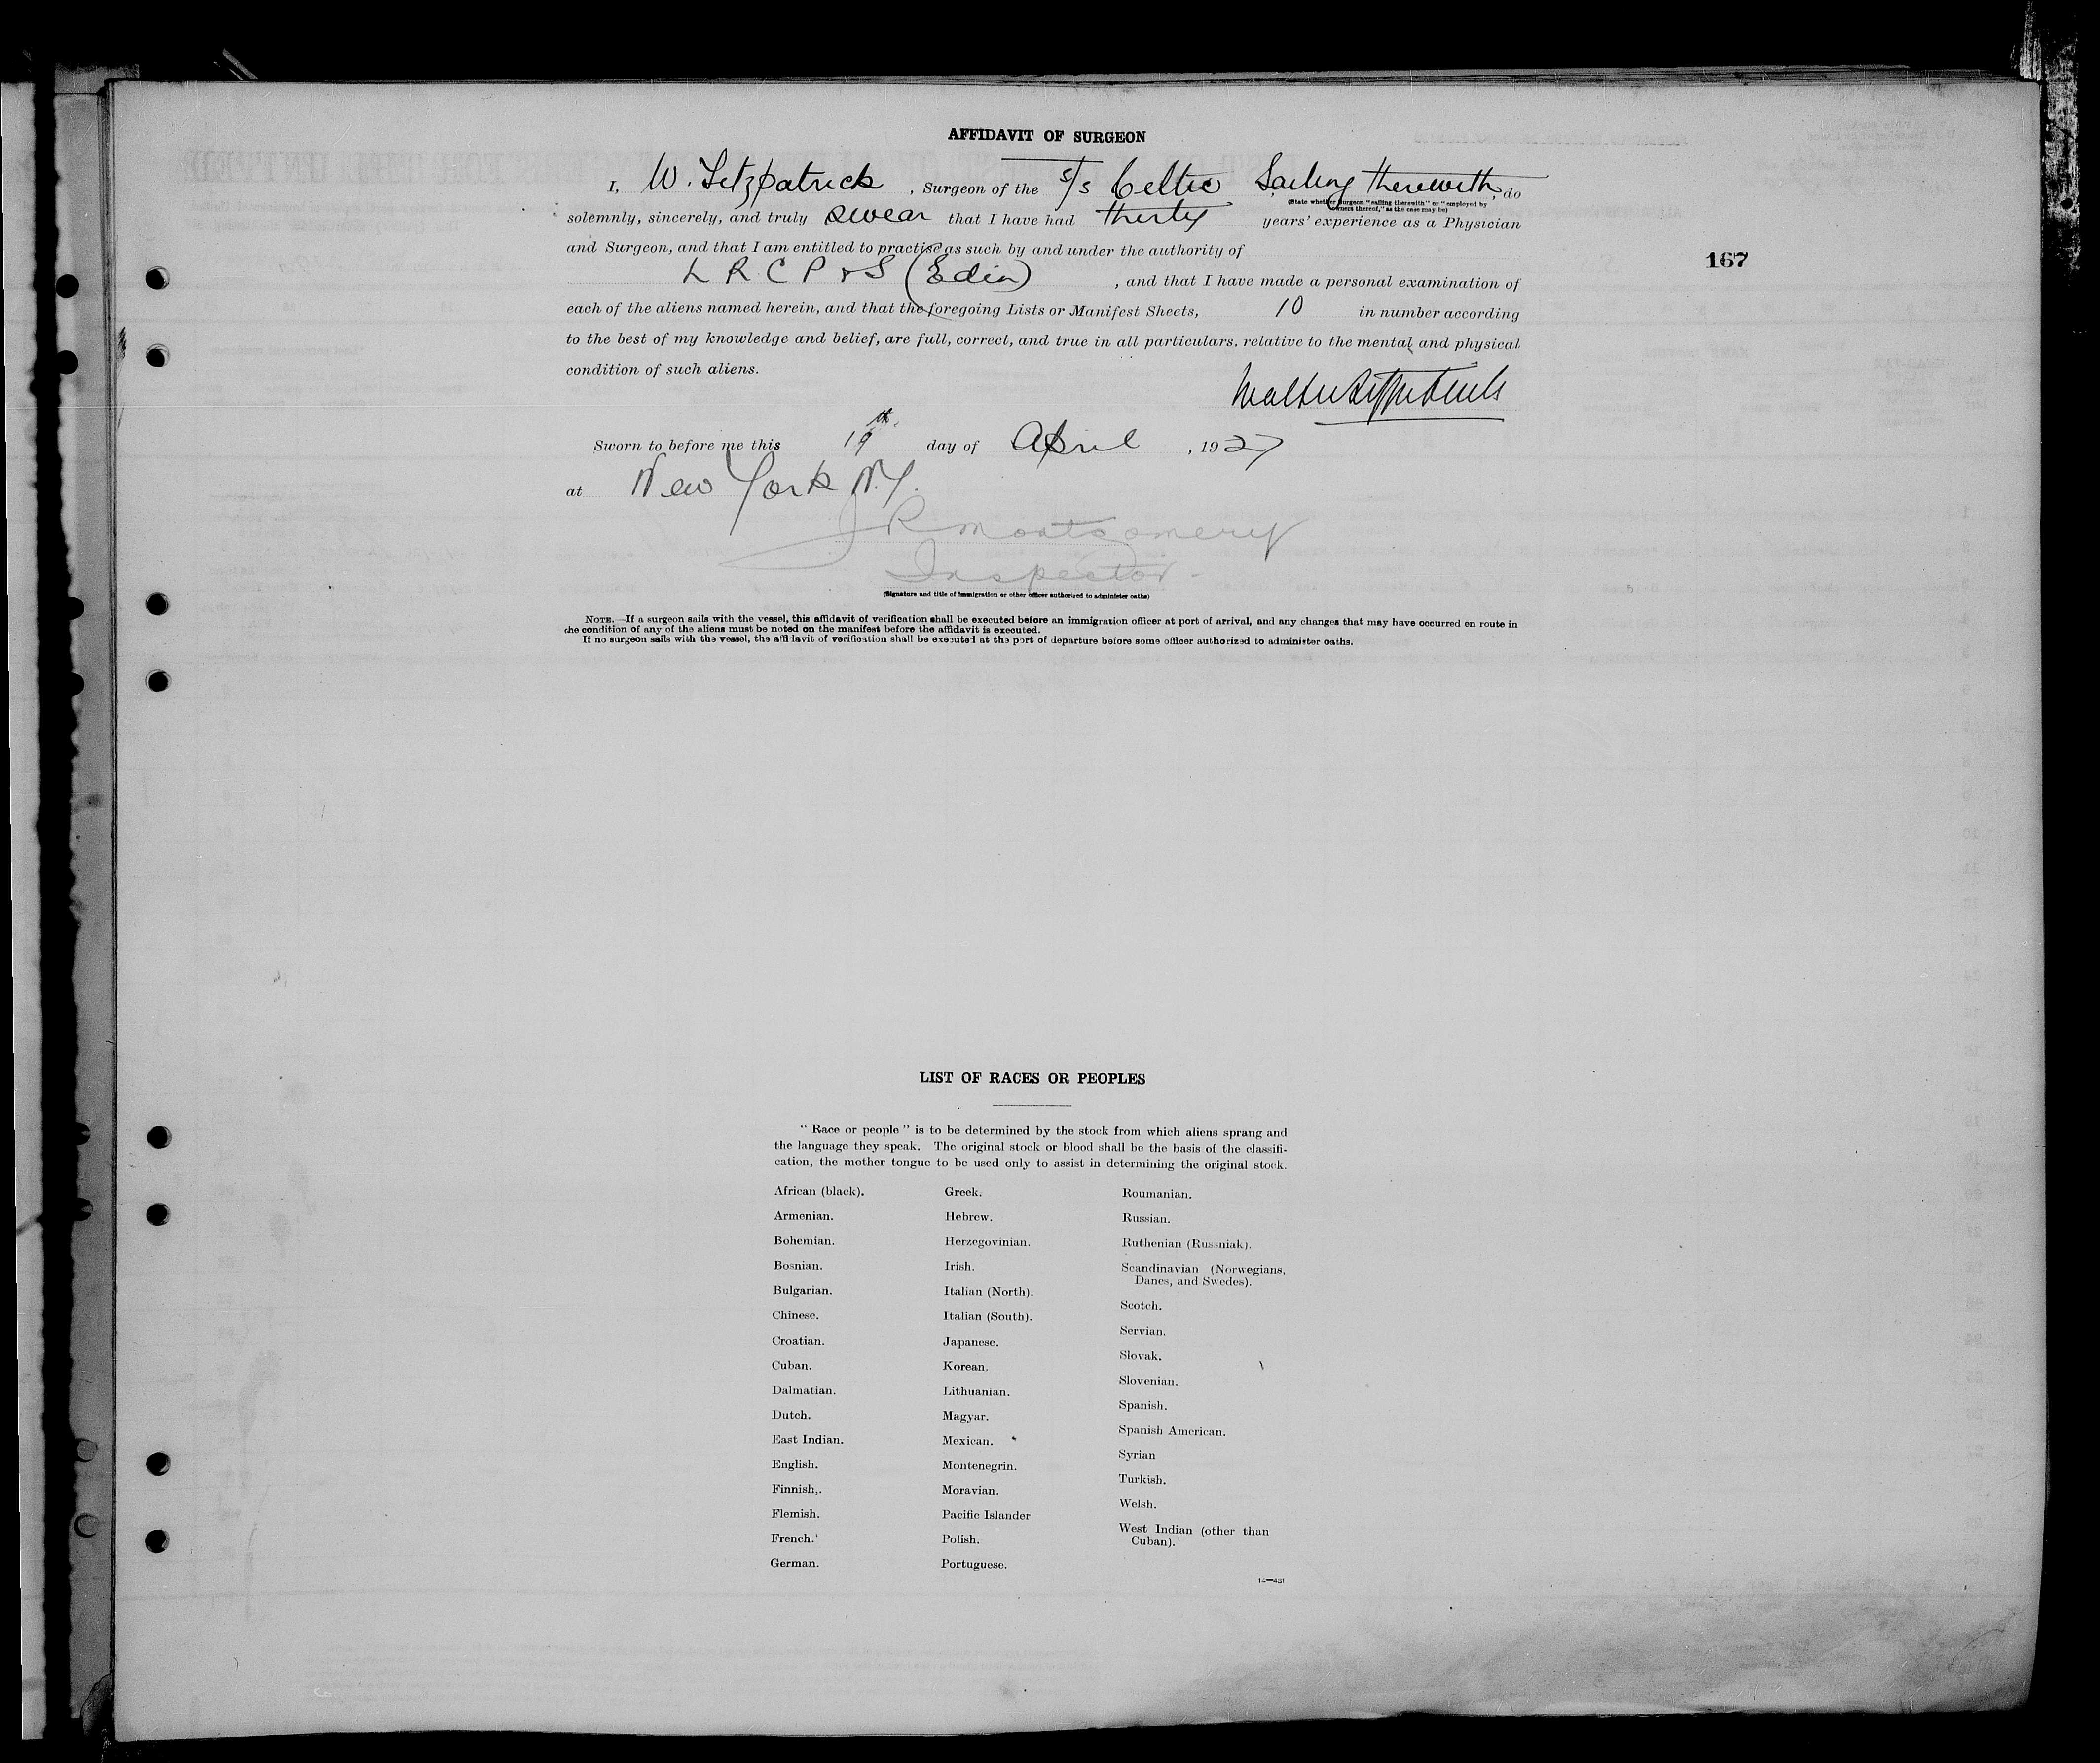 AFFIDAVIT OF SURGEON
I, W. Fitzpatrick , Surgeon of the s/s Celtic Sailing therewith, do
(State whether Surgeon "sailing therewith" or "employed by
owners thereof," as the case may be)
solemnly, sincerely, and truly swear that I have had thirty years' experience as a Physician
and Surgeon, and that I am entitled to practise as such by and under the authority of
167
L R C P & S (Edin) , and that I have made a personal examination of
each of the aliens named herein, and that the foregoing Lists or Manifest Sheets, 10 in number according
to the best of my knowledge and belief, are full, correct, and true in all particulars. relative to the mental and physical
condition of such aliens.
Walter Fitzpatrick
Sworn to before me this 19th day of April , 1927
at New York N.Y.
J R Montgomery
Inspector.
(Signature and title of immigration or other officer authorized to administer oaths)
NOTE.—If a surgeon sails with the vessel, this affidavit of verification shall be executed before an immigration officer at port of arrival, and any changes that may have occurred en route in
the condition of any of the aliens must be noted on the manifest before the affidavit is executed.
If no surgeon sails with the vessel, the affidavit of verification shall be executed at the port of departure before some officer authorized to administer oaths.
LIST OF RACES OR PEOPLES
"Race or people" is to be determined by the stock from which aliens sprang and
the language they speak. The original stock or blood shall be the basis of the classifi-
cation, the mother tongue to be used only to assist in determining the original stock.
African (black).
Armenian.
Bohemian.
Bosnian.
Bulgarian.
Chinese.
Croatian.
Cuban.
Dalmatian.
Dutch.
East Indian.
English.
Finnish.
Flemish.
French.
German.
Greek.
Hebrew.
Herzegovinian.
Irish.
Italian (North).
Italian (South).
Japanese.
Korean.
Lithuanian.
Magyar.
Mexican.
Montenegrin.
Moravian.
Pacific Islander
Polish.
Portuguese.
Roumanian.
Russian.
Ruthenian (Russniak).
Scandinavian (Norwegians,
Danes, and Swedes).
Scotch.
Servian.
Slovak.
Slovenian.
Spanish.
Spanish American.
Syrian
Turkish.
Welsh.
West Indian (other than
Cuban).